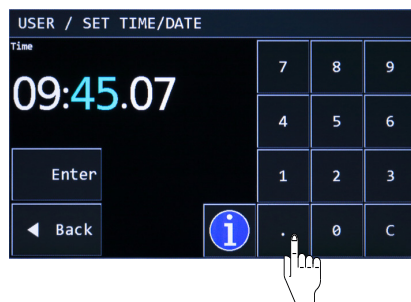 USER / SET TIME/DATE
Time
09:45.07
7 8 9
4 5 6
Enter
1 2 3
Back
i
. 0 C